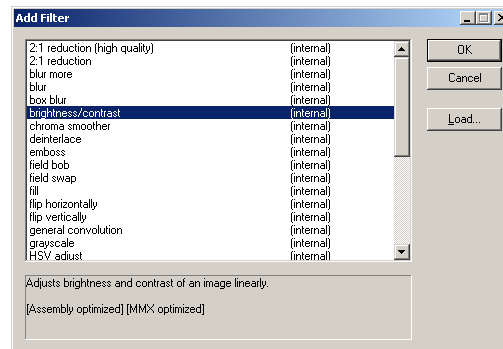 Add Filter
2:1 reduction (high quality) (internal)
2:1 reduction (internal)
blur more (internal)
blur (internal)
box blur (internal)
brightness/contrast (internal)
chroma smoother (internal)
deinterlace (internal)
emboss (internal)
field bob (internal)
field swap (internal)
fill (internal)
flip horizontally (internal)
flip vertically (internal)
general convolution (internal)
grayscale (internal)
HSV adjust (internal)
OK
Cancel
Load...
Adjusts brightness and contrast of an image linearly.
[Assembly optimized] [MMX optimized]